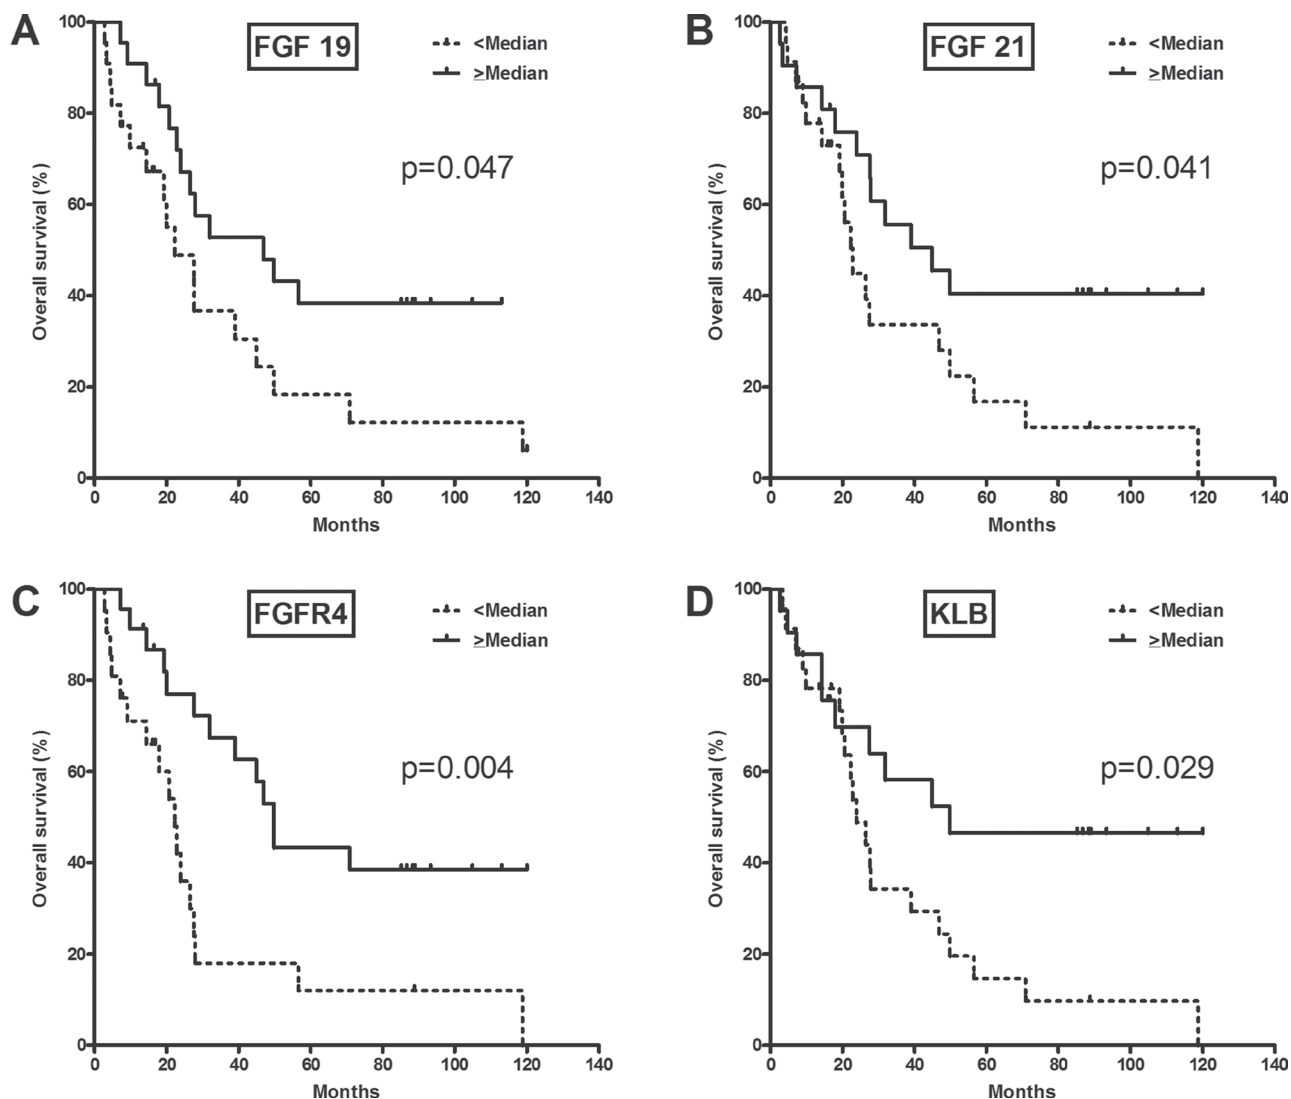 A
FGF 19
<Median
≥Median
p=0.047
Overall survival (%)
100
80
60
40
20
0
0 20 40 60 80 100 120 140
Months
B
FGF 21
<Median
≥Median
p=0.041
Overall survival (%)
100
80
60
40
20
0
0 20 40 60 80 100 120 140
Months
C
FGFR4
<Median
≥Median
p=0.004
Overall survival (%)
100
80
60
40
20
0
0 20 40 60 80 100 120 140
Months
D
KLB
<Median
≥Median
p=0.029
Overall survival (%)
100
80
60
40
20
0
0 20 40 60 80 100 120 140
Months